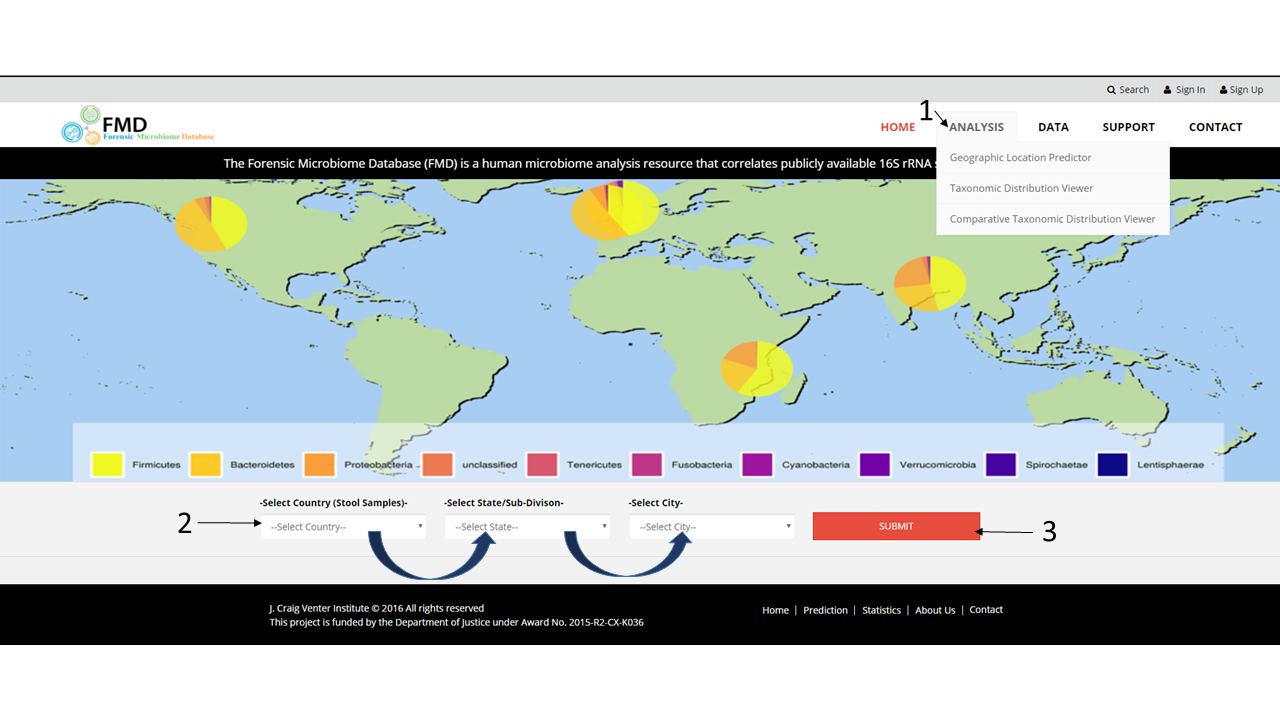 Search Sign In Sign Up
FMD
Forensic Microbiome Database
1
HOME ANALYSIS DATA SUPPORT CONTACT
Geographic Location Predictor
Taxonomic Distribution Viewer
Comparative Taxonomic Distribution Viewer
The Forensic Microbiome Database (FMD) is a human microbiome analysis resource that correlates publicly available 16S rRNA
Firmicutes Bacteroidetes Proteobacteria unclassified Tenericutes Fusobacteria Cyanobacteria Verrucomicrobia Spirochaetae Lentisphaerae
-Select Country (Stool Samples)- -Select State/Sub-Divison- -Select City-
2
--Select Country-- --Select State-- --Select City-- SUBMIT
3
J. Craig Venter Institute © 2016 All rights reserved
This project is funded by the Department of Justice under Award No. 2015-R2-CX-K036
Home | Prediction | Statistics | About Us | Contact